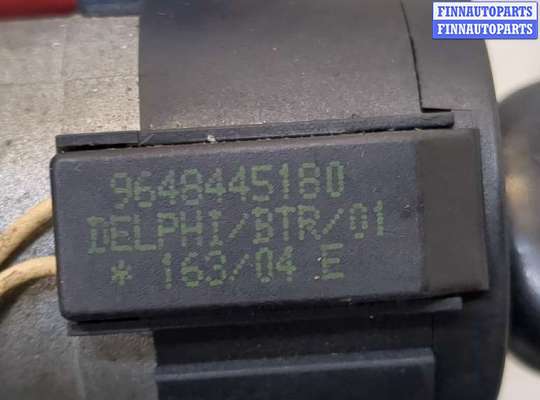 FINNAUTOPARTS
FINNAUTOPARTS
9648445180
DELPHI/BTR/01
* 163/04 E